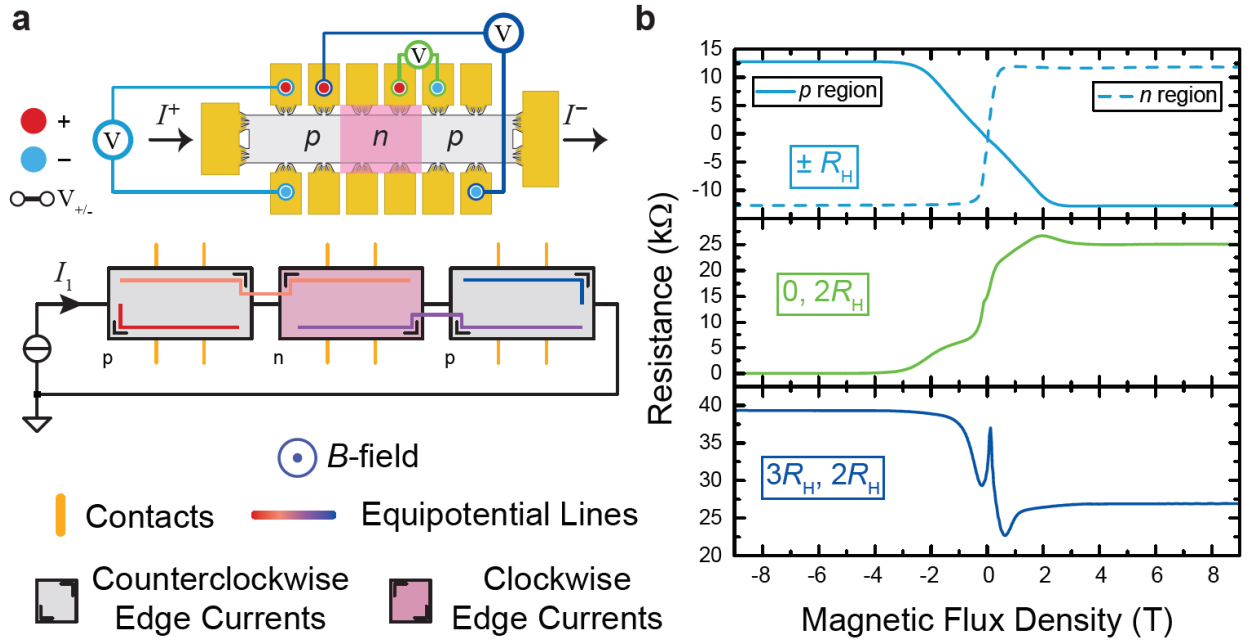 a
V
V
V
I+
I−
+
−
V+/-
p
n
p
I1
p
n
p
B-field
Contacts
Equipotential Lines
Counterclockwise
Edge Currents
Clockwise
Edge Currents
b
Resistance (kΩ)
15
10
5
0
-5
-10
p region
n region
± RH
25
20
15
10
5
0
0, 2RH
40
35
30
25
20
3RH, 2RH
-8 -6 -4 -2 0 2 4 6 8
Magnetic Flux Density (T)